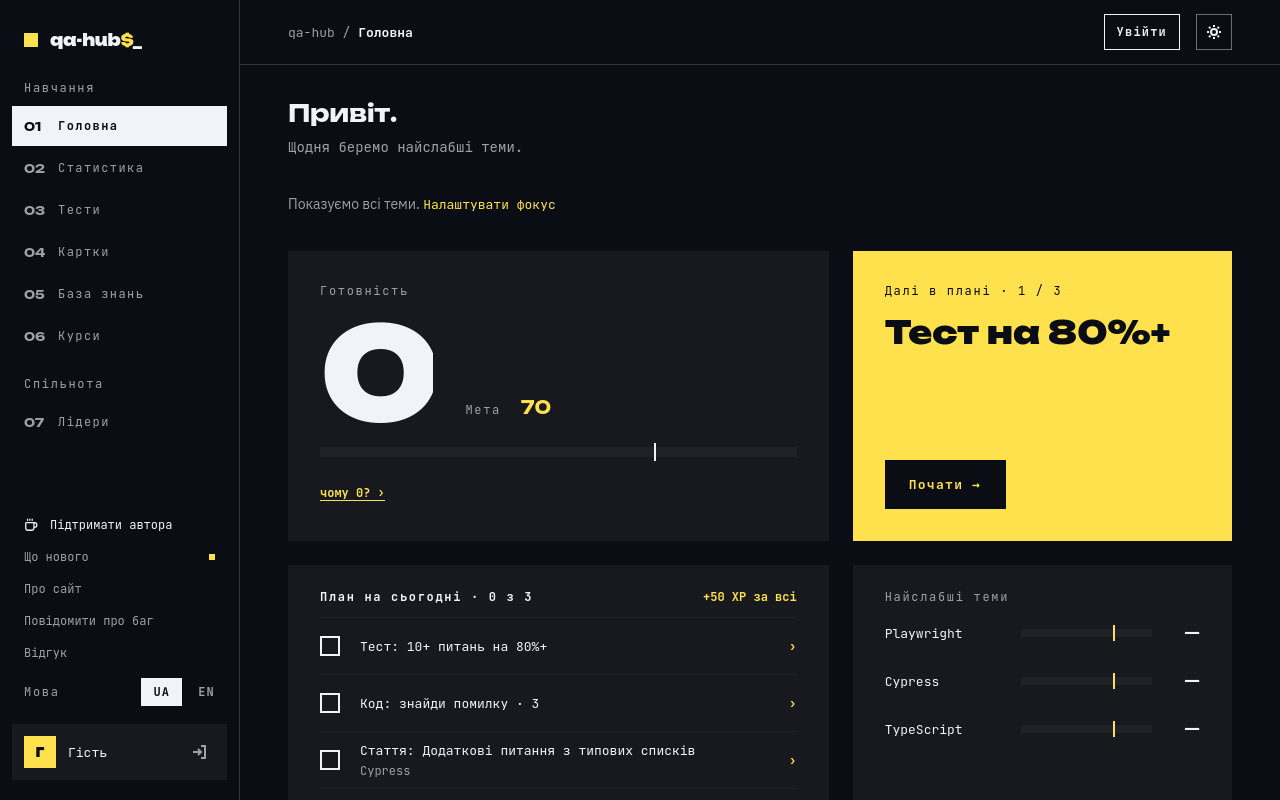 qa-hub$_
Навчання
01 Головна
02 Статистика
03 Тести
04 Картки
05 База знань
06 Курси
Спільнота
07 Лідери
Підтримати автора
Що нового
Про сайт
Повідомити про баг
Відгук
Мова UA EN
Г Гість
qa-hub / Головна
Увійти
Привіт.
Щодня беремо найслабші теми.
Показуємо всі теми. Налаштувати фокус
Готовність
0 Мета 70
чому 0? ›
Далі в плані · 1 / 3
Тест на 80%+
Почати →
План на сьогодні · 0 з 3 +50 XP за всі
Тест: 10+ питань на 80%+ ›
Код: знайди помилку · 3 ›
Стаття: Додаткові питання з типових списків ›
Cypress
Найслабші теми
Playwright —
Cypress —
TypeScript —